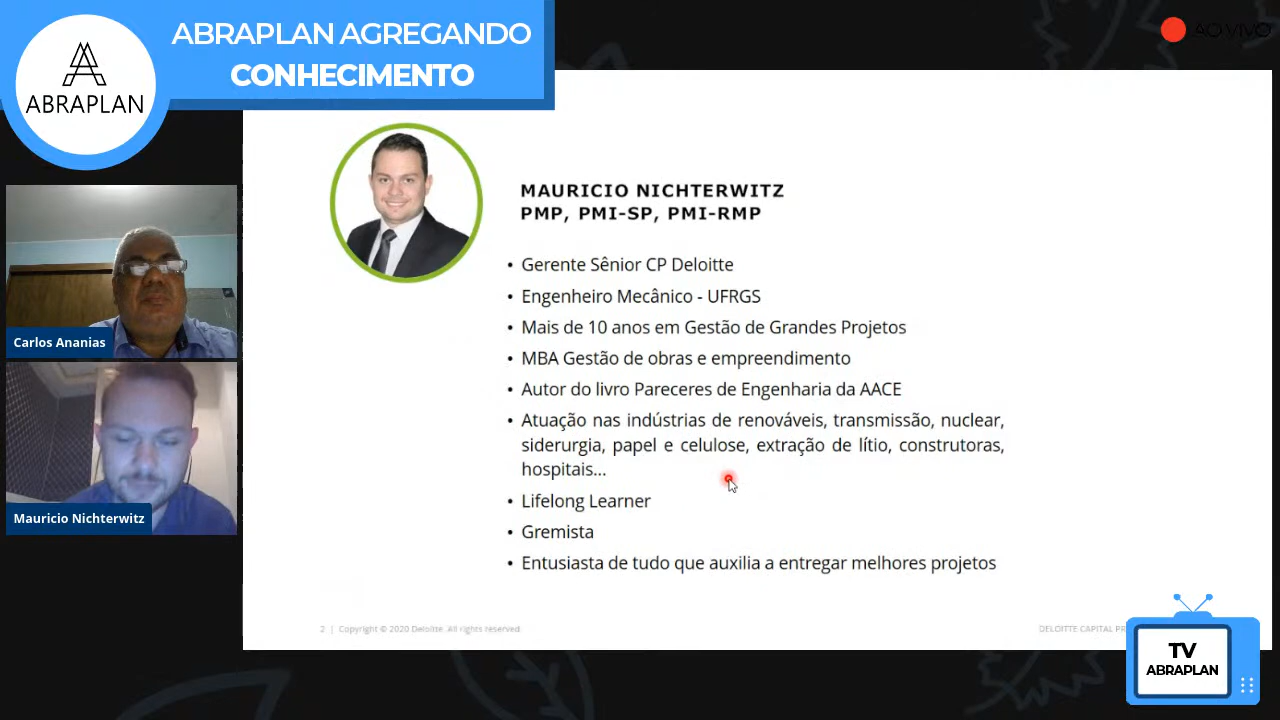 ABRAPLAN AGREGANDO
CONHECIMENTO
ABRAPLAN
AO VIVO
MAURICIO NICHTERWITZ
PMP, PMI-SP, PMI-RMP
• Gerente Sênior CP Deloitte
• Engenheiro Mecânico - UFRGS
• Mais de 10 anos em Gestão de Grandes Projetos
• MBA Gestão de obras e empreendimento
• Autor do livro Pareceres de Engenharia da AACE
• Atuação nas indústrias de renováveis, transmissão, nuclear,
siderurgia, papel e celulose, extração de lítio, construtoras,
hospitais...
• Lifelong Learner
• Gremista
• Entusiasta de tudo que auxilia a entregar melhores projetos
Carlos Ananias
Mauricio Nichterwitz
2 | Copyright © 2020 Deloitte. All rights reserved.
DELOITTE CAPITAL
TV
ABRAPLAN